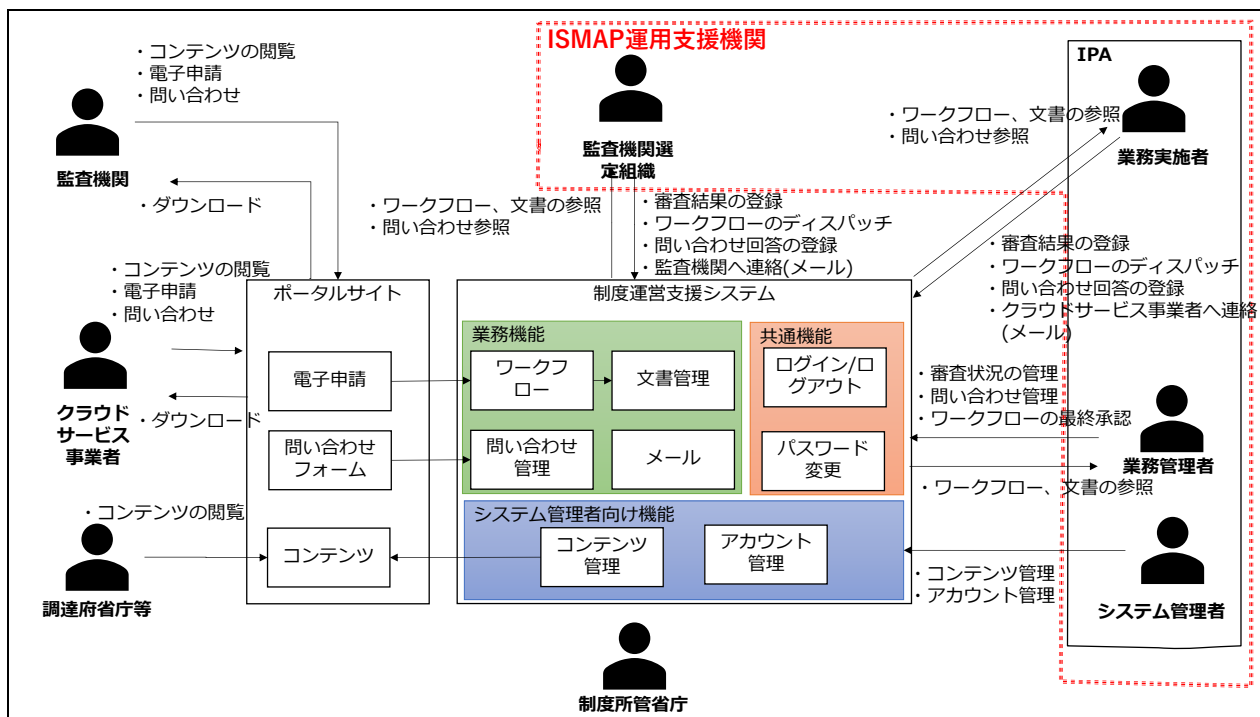 ISMAP運用支援機関
・コンテンツの閲覧
・電子申請
・問い合わせ
監査機関
・ダウンロード
監査機関選
定組織
・ワークフロー、文書の参照
・問い合わせ参照
・審査結果の登録
・ワークフローのディスパッチ
・問い合わせ回答の登録
・監査機関へ連絡(メール)
IPA
・ワークフロー、文書の参照
・問い合わせ参照
業務実施者
・審査結果の登録
・ワークフローのディスパッチ
・問い合わせ回答の登録
・クラウドサービス事業者へ連絡
(メール)
・コンテンツの閲覧
・電子申請
・問い合わせ
クラウド
サービス
事業者
・ダウンロード
・コンテンツの閲覧
調達府省庁等
ポータルサイト
電子申請
問い合わせ
フォーム
コンテンツ
制度運営支援システム
業務機能
ワークフ
ロー
文書管理
問い合わせ
管理
メール
共通機能
ログイン/ロ
グアウト
パスワード
変更
システム管理者向け機能
コンテンツ
管理
アカウント
管理
・審査状況の管理
・問い合わせ管理
・ワークフローの最終承認
業務管理者
・ワークフロー、文書の参照
・コンテンツ管理
・アカウント管理
システム管理者
制度所管省庁